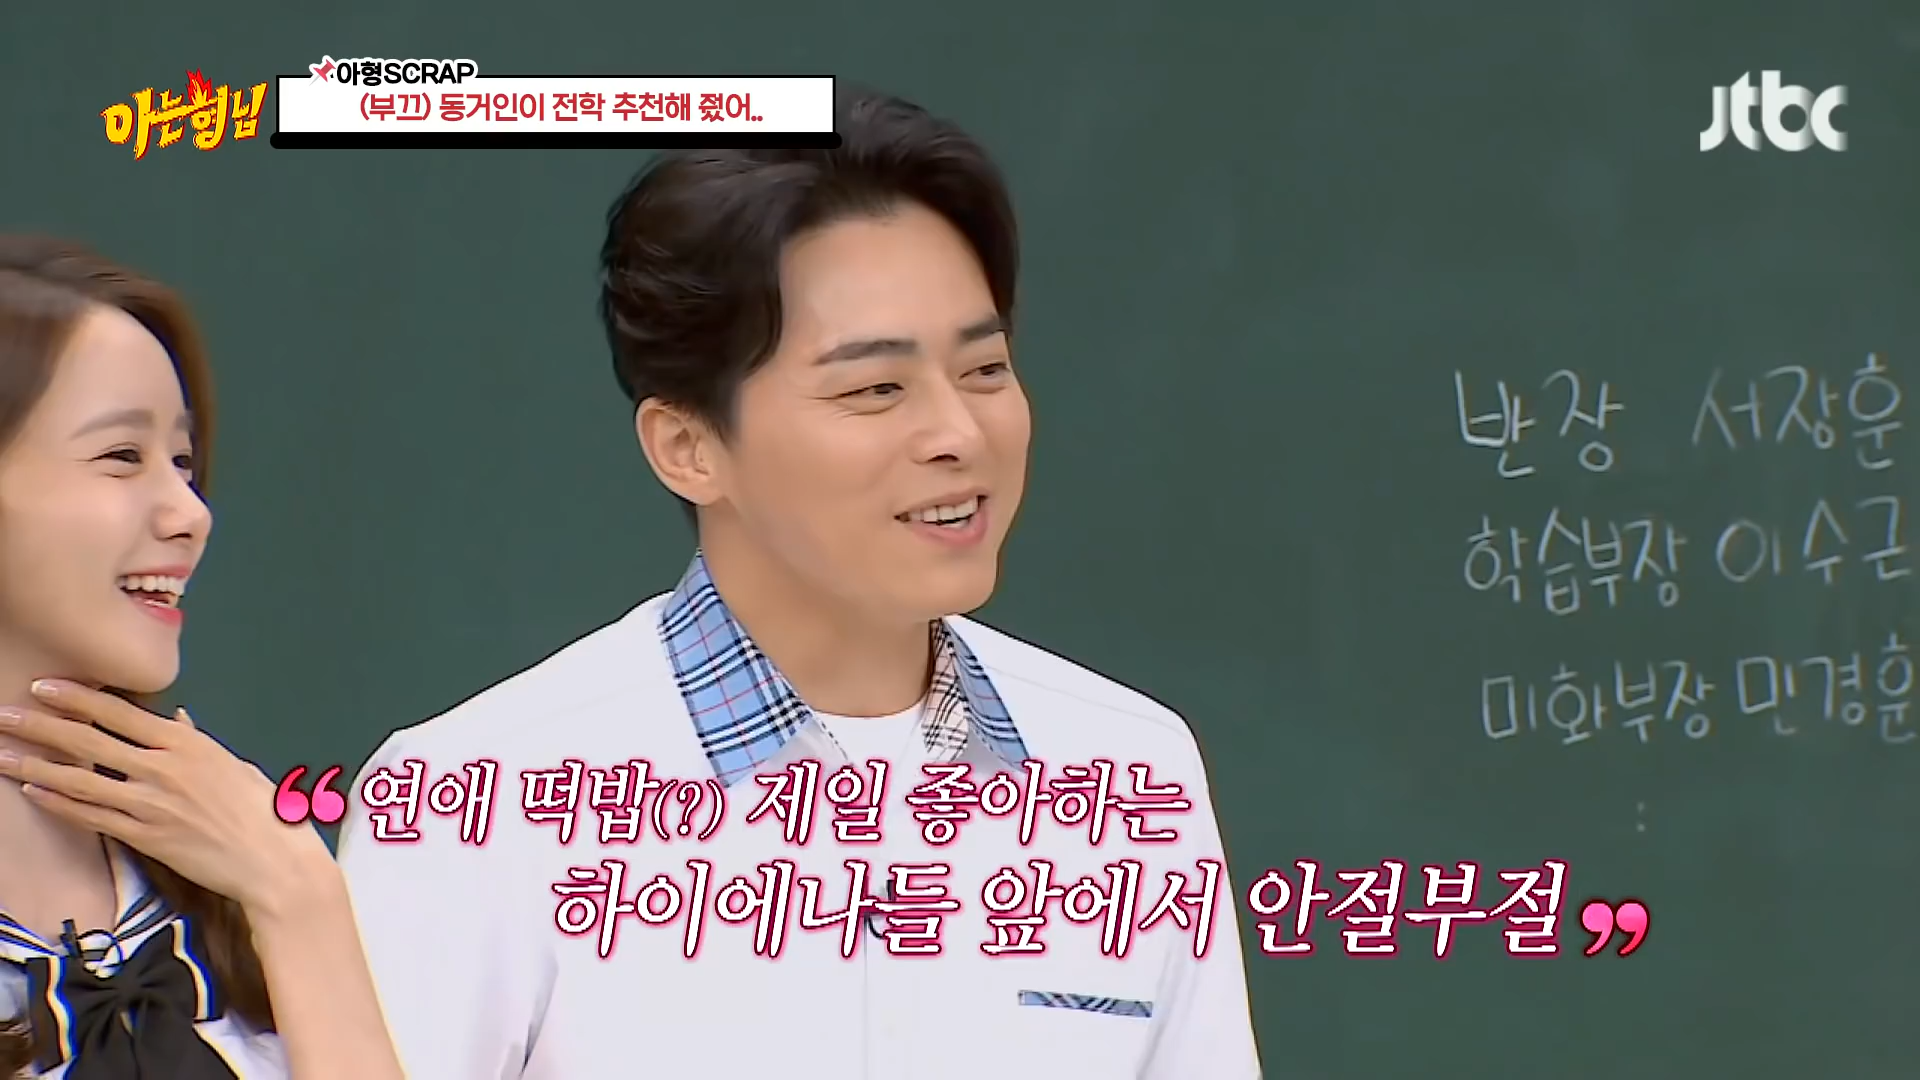 아는형님
아형SCRAP
(부끄) 동거인이 전학 추천해 줬어..
jtbc
반장 서장훈
학습부장 이수근
미화부장 민경훈
:
“연애 떡밥(?) 제일 좋아하는
하이에나들 앞에서 안절부절”